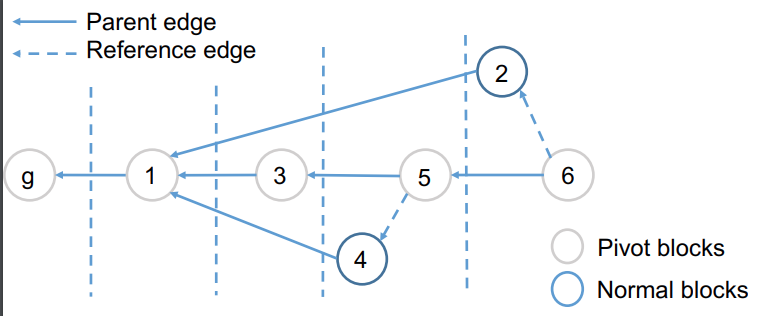 Parent edge
Reference edge
2
g
1
3
5
6
4
Pivot blocks
Normal blocks